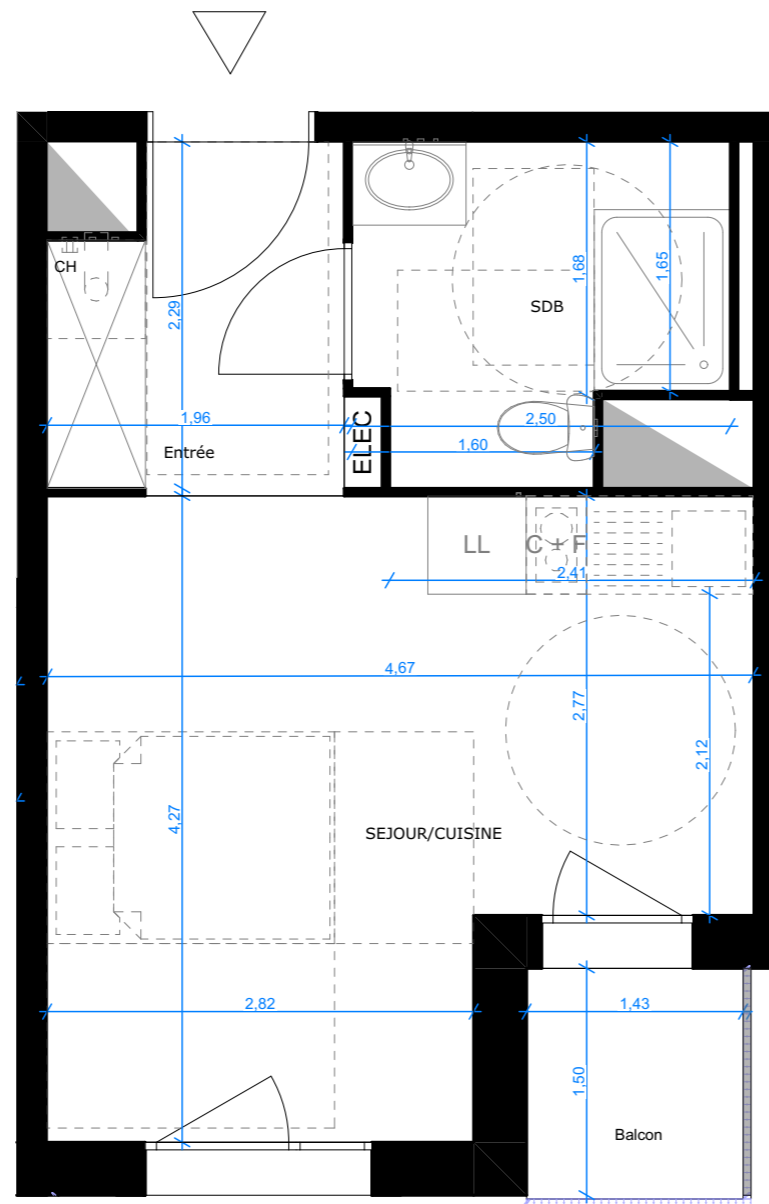 CH
2,29
1,96
Entrée
ELEC
SDB
1,68
1,65
2,50
1,60
LL
C + F
2,41
4,67
2,77
2,12
4,27
SEJOUR/CUISINE
2,82
1,43
1,50
Balcon